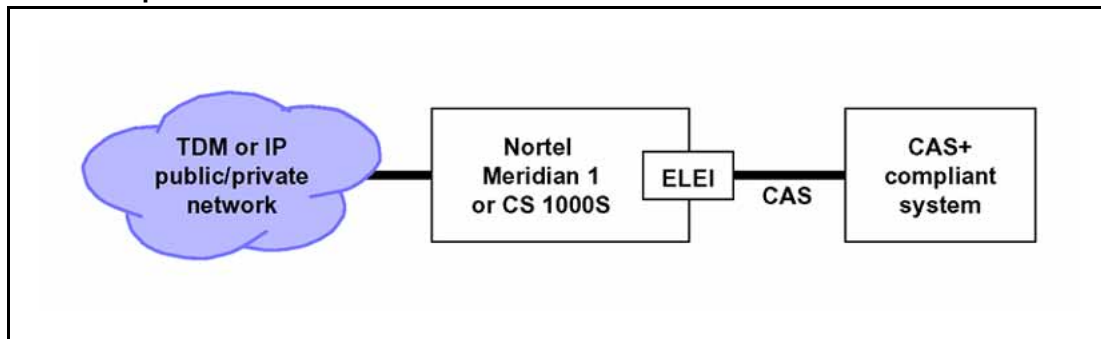 TDM or IP
public/private
network
Nortel
Meridian 1
or CS 1000S
ELEI
CAS
CAS+
compliant
system